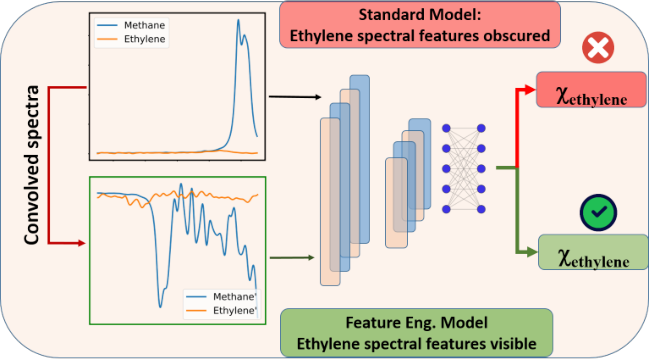 Standard Model:
Ethylene spectral features obscured
Methane
Ethylene
Convolved spectra
χethylene
χethylene
Methane'
Ethylene'
Feature Eng. Model
Ethylene spectral features visible